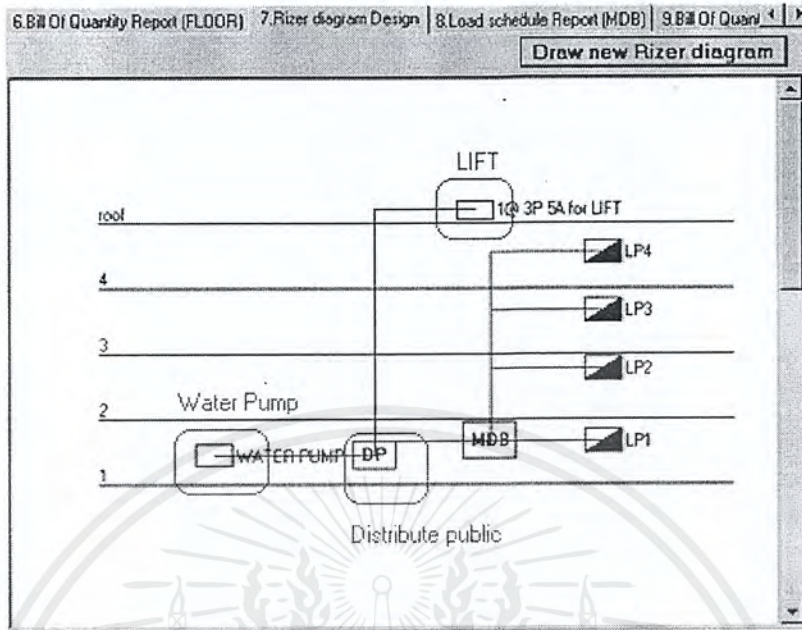 6.Bill Of Quantity Report (FLOOR) 7.Rizer diagram Design 8.Load schedule Report (MDB) 9.Bill Of Quani
Draw new Rizer diagram
LIFT
1@ 3P 5A for LIFT
roof
LP4
4
LP3
3
LP2
2
Water Pump
WATER PUMP
DP
MDB
LP1
1
Distribute public